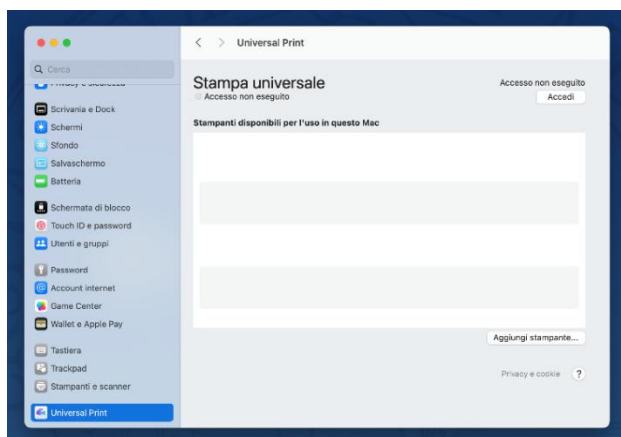 Universal Print
Cerca
Stampa universale
Accesso non eseguito
Accesso non eseguito
Accedi
Scrivania e Dock
Schermi
Sfondo
Salvaschermo
Batteria
Schermata di blocco
Touch ID e password
Utenti e gruppi
Password
Account internet
Game Center
Wallet e Apple Pay
Tastiera
Trackpad
Stampanti e scanner
Universal Print
Stampanti disponibili per l'uso in questo Mac
Aggiungi stampante...
Privacy e cookie ?